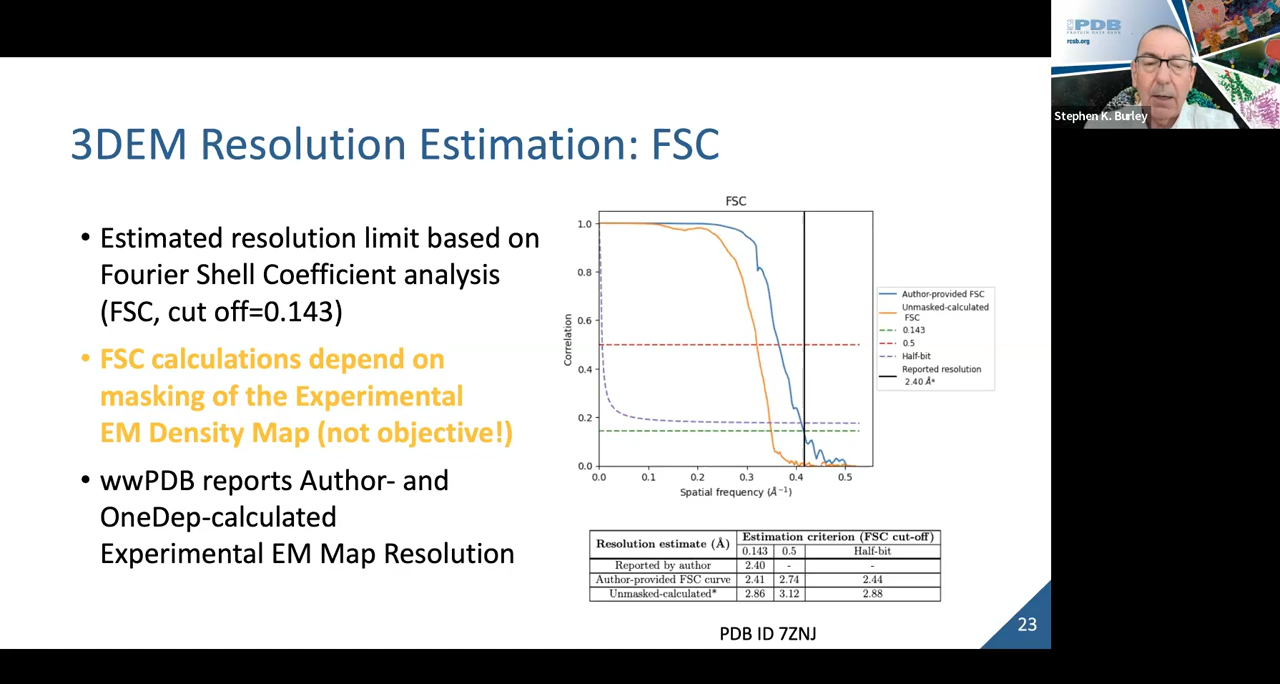 PDB
PROTEIN DATA BANK
rcsb.org
Stephen K. Burley
3DEM Resolution Estimation: FSC
• Estimated resolution limit based on
Fourier Shell Coefficient analysis
(FSC, cut off=0.143)
• FSC calculations depend on
masking of the Experimental
EM Density Map (not objective!)
• wwPDB reports Author- and
OneDep-calculated
Experimental EM Map Resolution
FSC
1.0
0.8
0.6
0.4
0.2
0.0
Correlation
0.0 0.1 0.2 0.3 0.4 0.5
Spatial frequency (Å⁻¹)
Author-provided FSC
Unmasked-calculated
FSC
0.143
0.5
Half-bit
Reported resolution
2.40 Å*
Resolution estimate (Å) Estimation criterion (FSC cut-off)
0.143 0.5 Half-bit
Reported by author 2.40 - -
Author-provided FSC curve 2.41 2.74 2.44
Unmasked-calculated* 2.86 3.12 2.88
PDB ID 7ZNJ
23